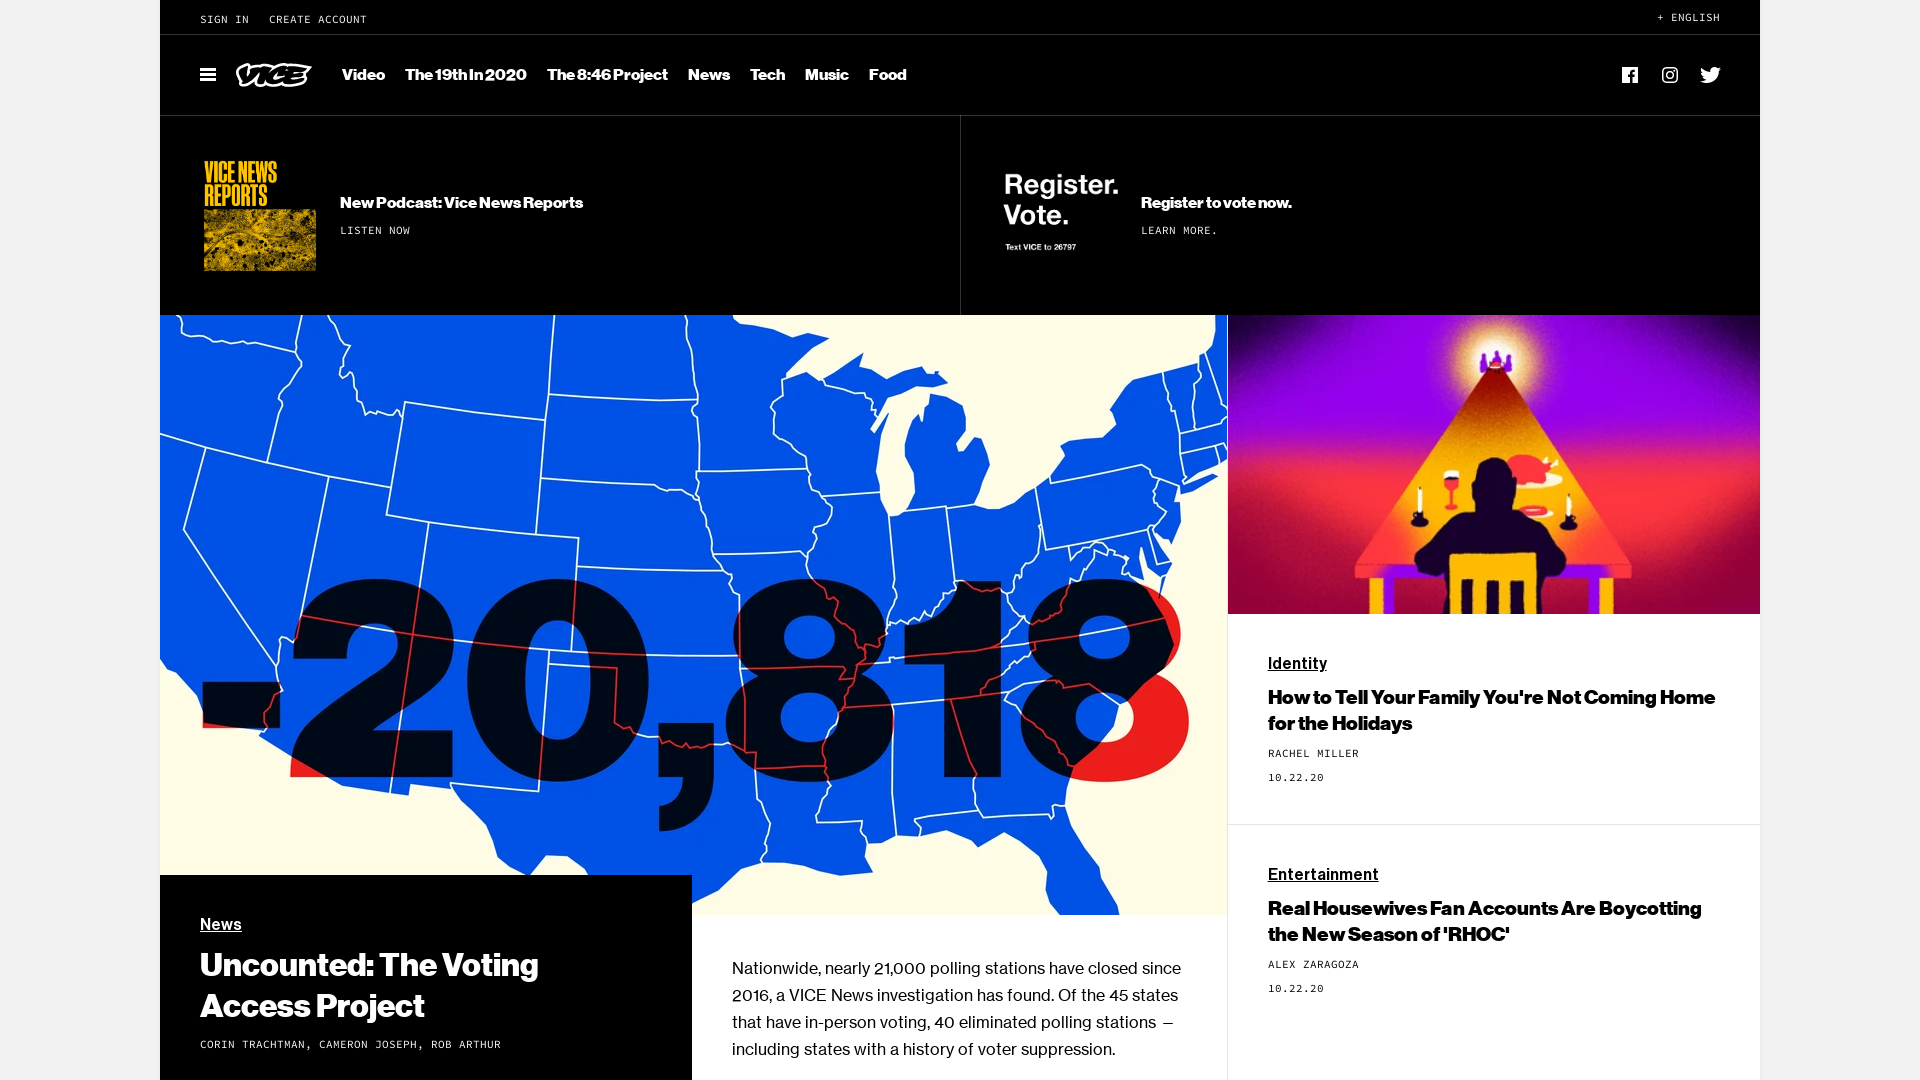 SIGN IN CREATE ACCOUNT
+ ENGLISH
VICE
Video The 19th In 2020 The 8:46 Project News Tech Music Food
VICE NEWS
REPORTS
New Podcast: Vice News Reports
LISTEN NOW
Register.
Vote.
Text VICE to 26797
Register to vote now.
LEARN MORE.
-20,818
News
Uncounted: The Voting
Access Project
CORIN TRACHTMAN, CAMERON JOSEPH, ROB ARTHUR
Nationwide, nearly 21,000 polling stations have closed since
2016, a VICE News investigation has found. Of the 45 states
that have in-person voting, 40 eliminated polling stations —
including states with a history of voter suppression.
Identity
How to Tell Your Family You're Not Coming Home
for the Holidays
RACHEL MILLER
10.22.20
Entertainment
Real Housewives Fan Accounts Are Boycotting
the New Season of 'RHOC'
ALEX ZARAGOZA
10.22.20